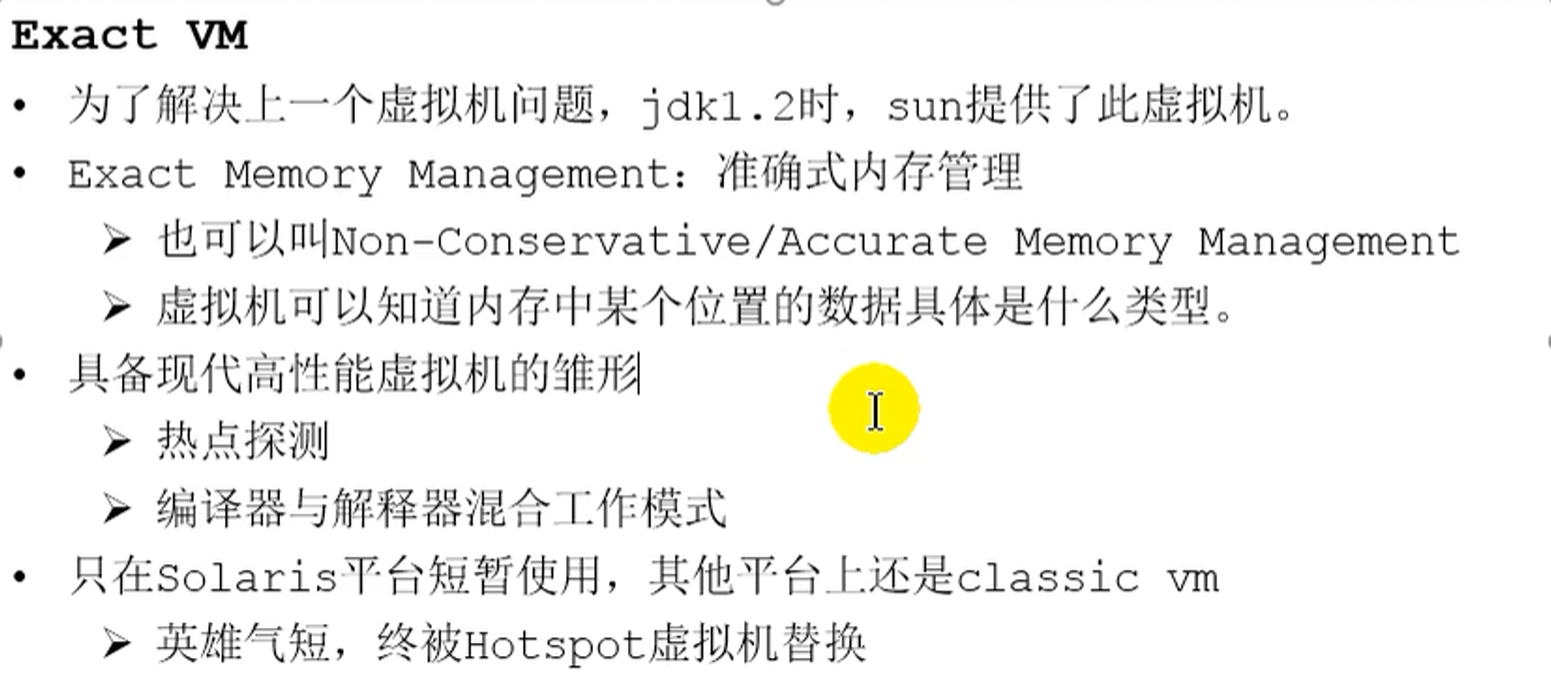 Exact VM
• 为了解决上一个虚拟机问题，jdk1.2时，sun提供了此虚拟机。
• Exact Memory Management：准确式内存管理
➢ 也可以叫Non-Conservative/Accurate Memory Management
➢ 虚拟机可以知道内存中某个位置的数据具体是什么类型。
• 具备现代高性能虚拟机的雏形
➢ 热点探测
➢ 编译器与解释器混合工作模式
• 只在Solaris平台短暂使用，其他平台上还是classic vm
➢ 英雄气短，终被Hotspot虚拟机替换